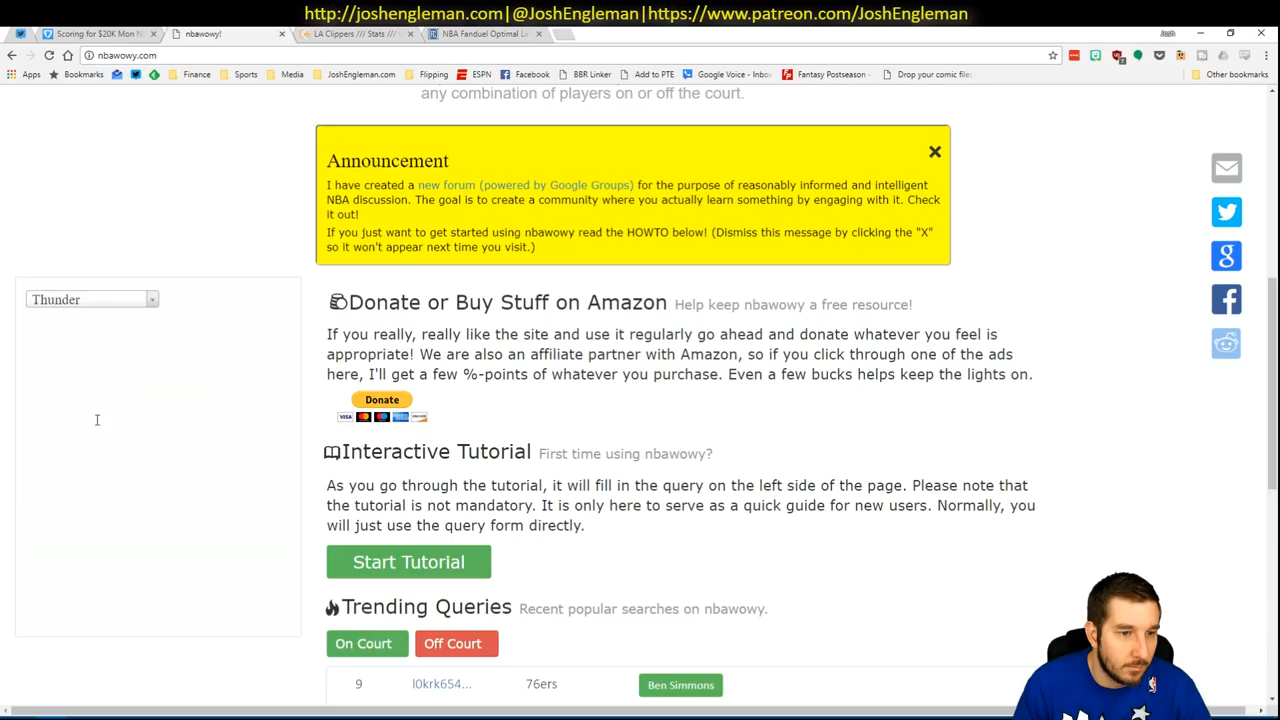 http://joshengleman.com|@JoshEngleman|https://www.patreon.com/JoshEngleman
Scoring for $20K Mon N
nbawowy!
LA Clippers /// Stats ///
NBA Fanduel Optimal Li
Josh
nbawowy.com
Apps
Bookmarks
Finance
Sports
Media
JoshEngleman.com
Flipping
ESPN
Facebook
BBR Linker
Add to PTE
Google Voice - Inbo
Fantasy Postseason
Drop your comic file
Other bookmarks
any combination of players on or off the court.
Announcement
I have created a new forum (powered by Google Groups) for the purpose of reasonably informed and intelligent
NBA discussion. The goal is to create a community where you actually learn something by engaging with it. Check
it out!
If you just want to get started using nbawowy read the HOWTO below! (Dismiss this message by clicking the "X"
so it won't appear next time you visit.)
Thunder
Donate or Buy Stuff on Amazon Help keep nbawowy a free resource!
If you really, really like the site and use it regularly go ahead and donate whatever you feel is
appropriate! We are also an affiliate partner with Amazon, so if you click through one of the ads
here, I'll get a few %-points of whatever you purchase. Even a few bucks helps keep the lights on.
Donate
VISA
Interactive Tutorial First time using nbawowy?
As you go through the tutorial, it will fill in the query on the left side of the page. Please note that
the tutorial is not mandatory. It is only here to serve as a quick guide for new users. Normally, you
will just use the query form directly.
Start Tutorial
Trending Queries Recent popular searches on nbawowy.
On Court Off Court
9 l0krk654... 76ers Ben Simmons